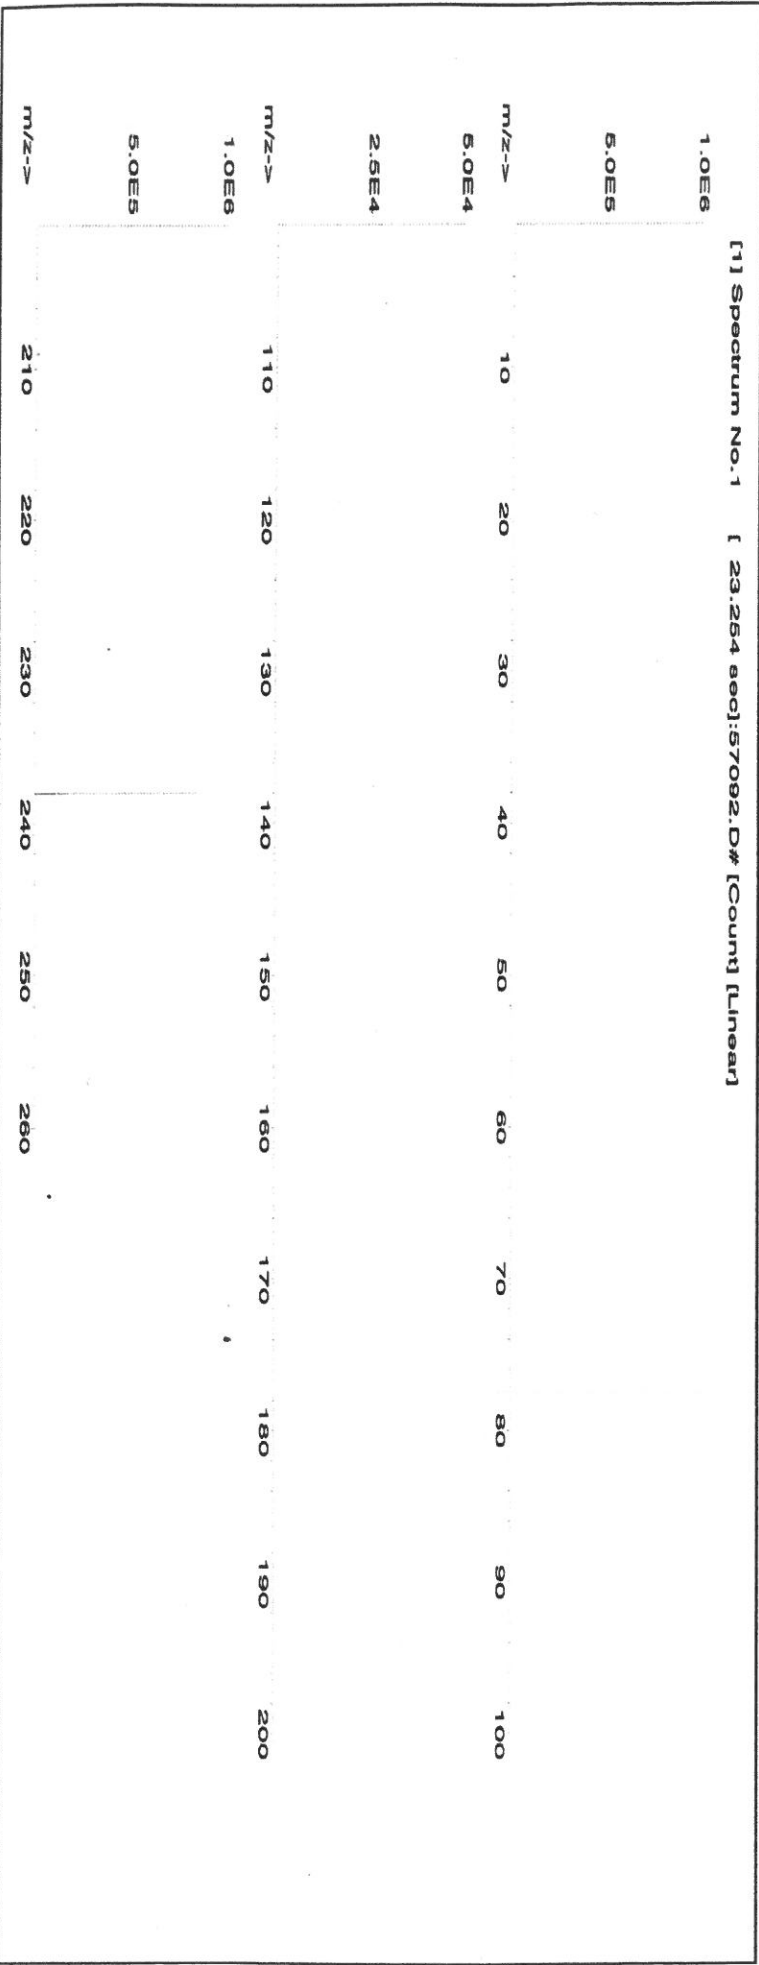 [1] Spectrum No.1 [ 23.254 sec]:57092.D# [Count] [Linear]
1.0E6
5.0E5
m/z-> 10 20 30 40 50 60 70 80 90 100
5.0E4
2.5E4
m/z-> 110 120 130 140 150 160 170 180 190 200
1.0E6
5.0E5
m/z-> 210 220 230 240 250 260